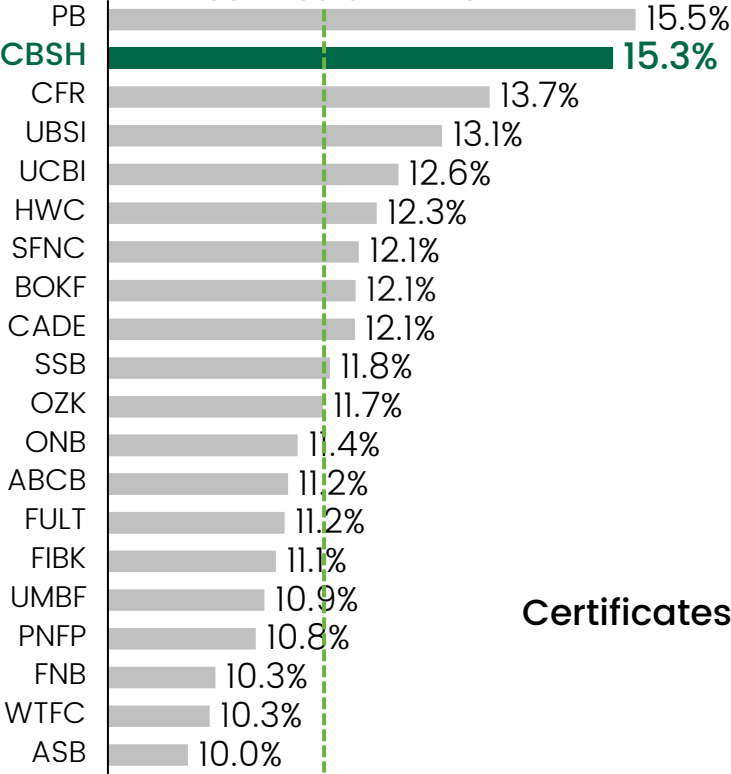 PB 15.5%
CBSH 15.3%
CFR 13.7%
UBSI 13.1%
UCBI 12.6%
HWC 12.3%
SFNC 12.1%
BOKF 12.1%
CADE 12.1%
SSB 11.8%
OZK 11.7%
ONB 11.4%
ABCB 11.2%
FULT 11.2%
FIBK 11.1%
UMBF 10.9%
Certificates
PNFP 10.8%
FNB 10.3%
WTFC 10.3%
ASB 10.0%